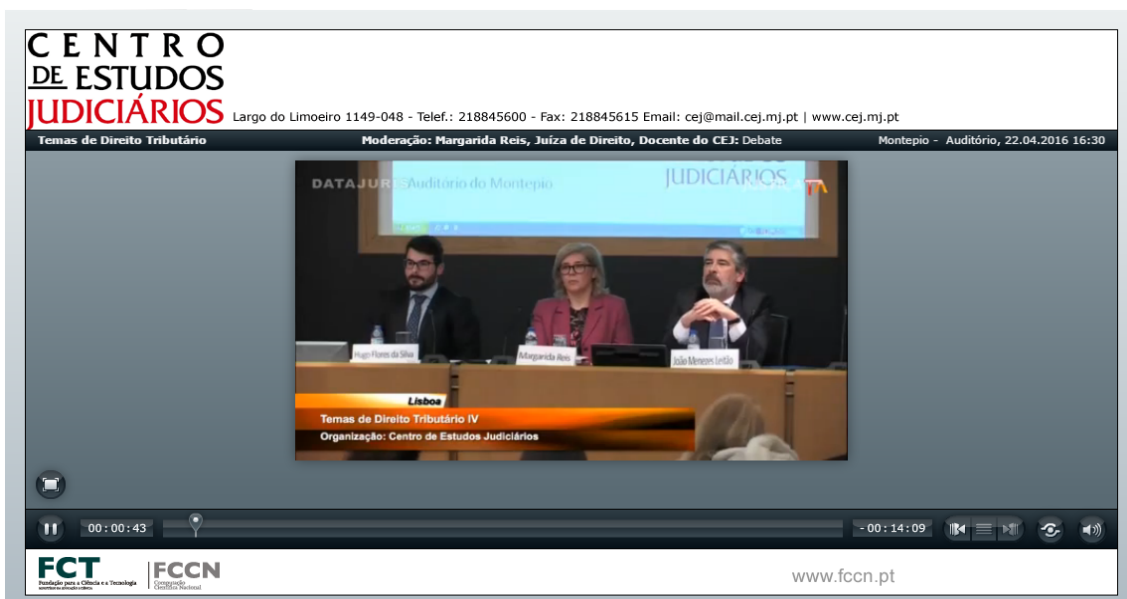 CENTRO
DE ESTUDOS
JUDICIÁRIOS
Largo do Limoeiro 1149-048 - Telef.: 218845600 - Fax: 218845615 Email: cej@mail.cej.mj.pt | www.cej.mj.pt
Temas de Direito Tributário
Moderação: Margarida Reis, Juíza de Direito, Docente do CEJ: Debate
Montepio - Auditório, 22.04.2016 16:30
DATAJURIS
Auditório do Montepio
JUDICIÁRIOS
Hugo Flores da Silva
Margarida Reis
João Menezes Leitão
Lisboa
Temas de Direito Tributário IV
Organização: Centro de Estudos Judiciários
00:00:43
-00:14:09
FCT
Fundação para a Ciência e a Tecnologia
FCCN
Computação
Científica Nacional
www.fccn.pt